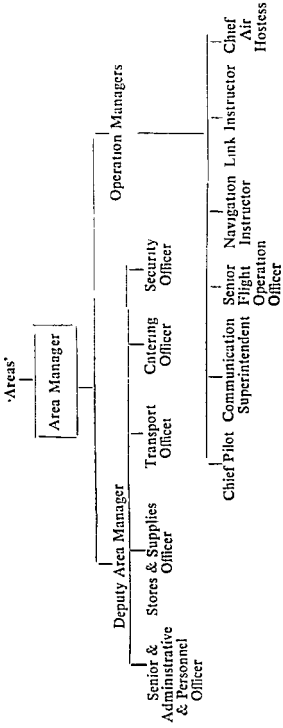 'Areas'
Area Manager
Deputy Area Manager
Operation Managers
Senior &
Administrative
& Personnel
Officer
Stores & Supplies
Officer
Transport
Officer
Catering
Officer
Security
Officer
Chief Pilot
Communication
Superintendent
Senior
Flight
Operation
Officer
Navigation
Instructor
Link Instructor
Chief
Air
Hostess